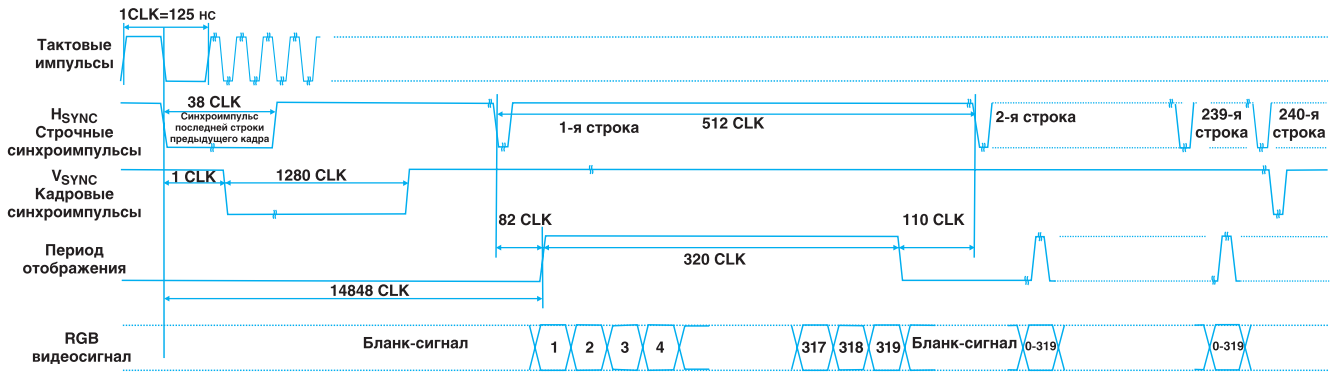 1CLK=125 нс
Тактовые
импульсы
HSYNC
Строчные
синхроимпульсы
38 CLK
Синхроимпульс
последней строки
предыдущего кадра
1-я строка
512 CLK
2-я строка
239-я
строка
240-я
строка
VSYNC
Кадровые
синхроимпульсы
1 CLK
1280 CLK
82 CLK
110 CLK
Период
отображения
320 CLK
14848 CLK
RGB
видеосигнал
Бланк-сигнал
1
2
3
4
317
318
319
Бланк-сигнал
0-319
0-319